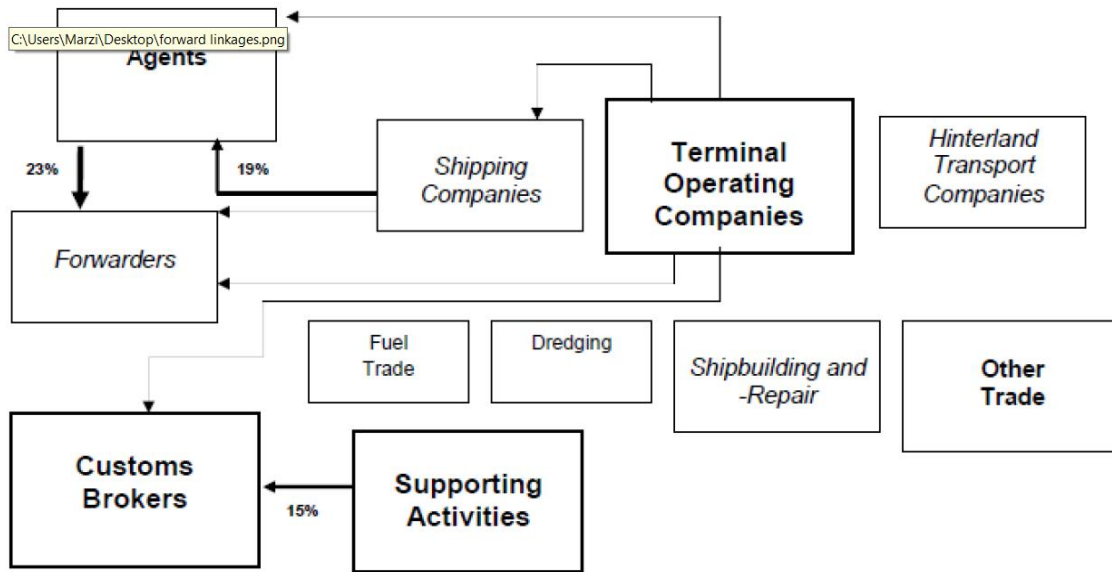 C:\Users\Marzi\Desktop\forward linkages.png
Agents
23%
19%
Shipping
Companies
Terminal
Operating
Companies
Hinterland
Transport
Companies
Forwarders
Fuel
Trade
Dredging
Shipbuilding and
-Repair
Other
Trade
Customs
Brokers
15%
Supporting
Activities